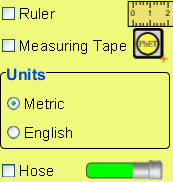 Ruler
0 1 2
Measuring Tape
PhET
Units
Metric
English
Hose